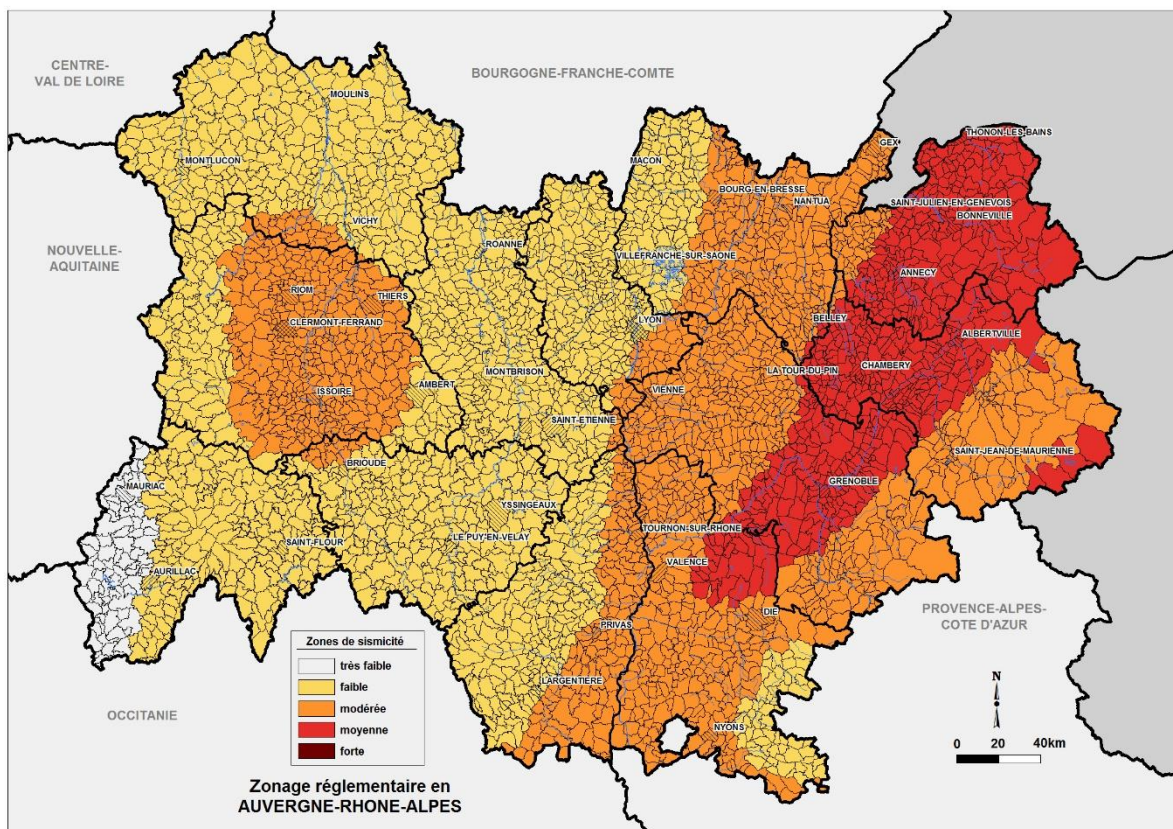 CENTRE-
VAL DE LOIRE
BOURGOGNE-FRANCHE-COMTE
MOULINS
THONON-LES-BAINS
GEX
MONTLUCON
MACON
BOURG-EN-BRESSE
NANTUA
SAINT-JULIEN-EN-GENEVOIS
BONNEVILLE
VICHY
ROANNE
NOUVELLE-
AQUITAINE
VILLEFRANCHE-SUR-SAONE
ANNECY
RIOM
THIERS
CLERMONT-FERRAND
LYON
BELLEY
ALBERTVILLE
CHAMBERY
LA TOUR-DU-PIN
MONTBRISON
AMBERT
ISSOIRE
VIENNE
SAINT-ETIENNE
SAINT-JEAN-DE-MAURIENNE
BRIOUDE
MAURIAC
GRENOBLE
YSSINGEAUX
TOURNON-SUR-RHONE
LE PUY-EN-VELAY
SAINT-FLOUR
VALENCE
AURILLAC
DIE
PROVENCE-ALPES-
COTE D'AZUR
PRIVAS
LARGENTIERE
OCCITANIE
NYONS
Zones de sismicité
très faible
faible
modérée
moyenne
forte
N
0 20 40km
Zonage réglementaire en
AUVERGNE-RHONE-ALPES